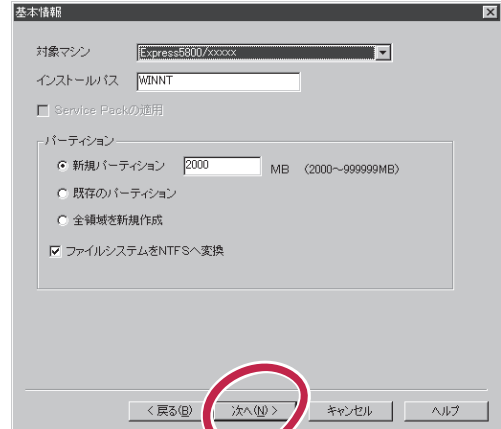 基本情報
対象マシン Express5800/xxxxx
インストールパス WINNT
Service Packの適用
パーティション
新規パーティション 2000 MB (2000～999999MB)
既存のパーティション
全領域を新規作成
ファイルシステムをNTFSへ変換
< 戻る(B) 次へ(N) > キャンセル ヘルプ